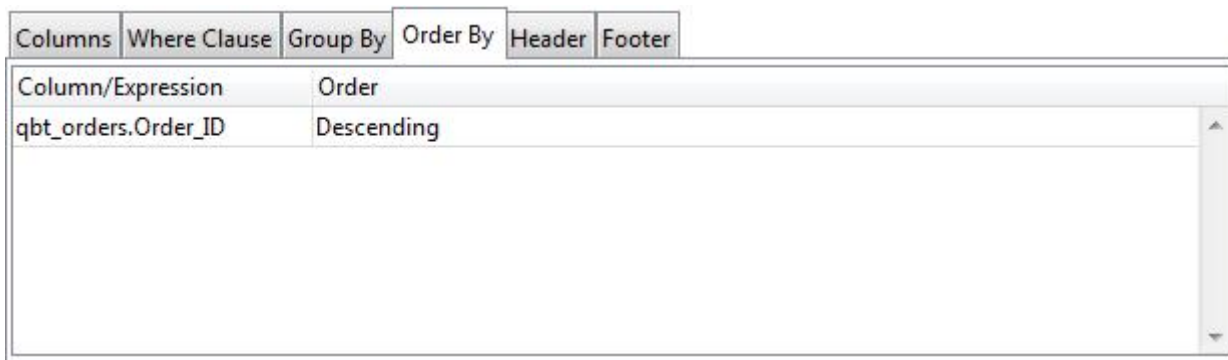 Columns Where Clause Group By Order By Header Footer
Column/Expression Order
qbt_orders.Order_ID Descending